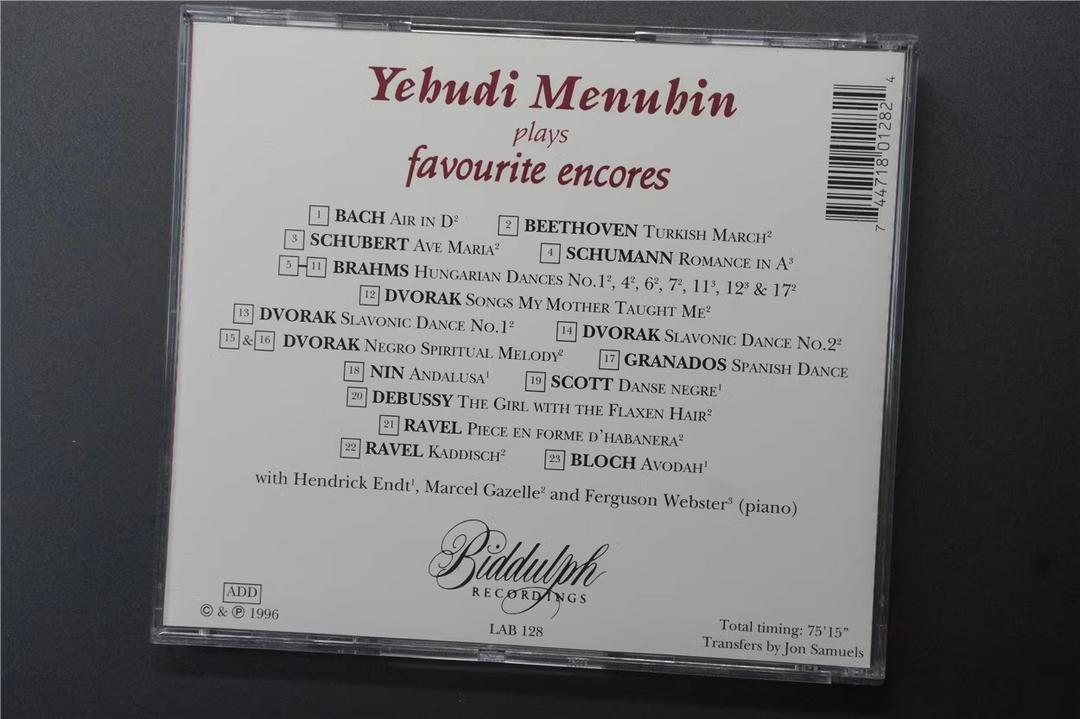 Yehudi Menuhin
plays
favourite encores
1 BACH AIR IN D² 2 BEETHOVEN TURKISH MARCH²
3 SCHUBERT AVE MARIA² 4 SCHUMANN ROMANCE IN A³
5-11 BRAHMS HUNGARIAN DANCES NO.1², 4², 6², 7², 11³, 12³ & 17²
12 DVORAK SONGS MY MOTHER TAUGHT ME²
13 DVORAK SLAVONIC DANCE NO.1² 14 DVORAK SLAVONIC DANCE NO.2²
15 & 16 DVORAK NEGRO SPIRITUAL MELODY² 17 GRANADOS SPANISH DANCE
18 NIN ANDALUSA¹ 19 SCOTT DANSE NEGRE¹
20 DEBUSSY THE GIRL WITH THE FLAXEN HAIR²
21 RAVEL PIECE EN FORME D'HABANERA²
22 RAVEL KADDISCH² 23 BLOCH AVODAH¹
with Hendrick Endt¹, Marcel Gazelle² and Ferguson Webster³ (piano)
Biddulph
RECORDINGS
LAB 128
ADD
© & ℗ 1996
Total timing: 75'15"
Transfers by Jon Samuels
7 44718 01282 4